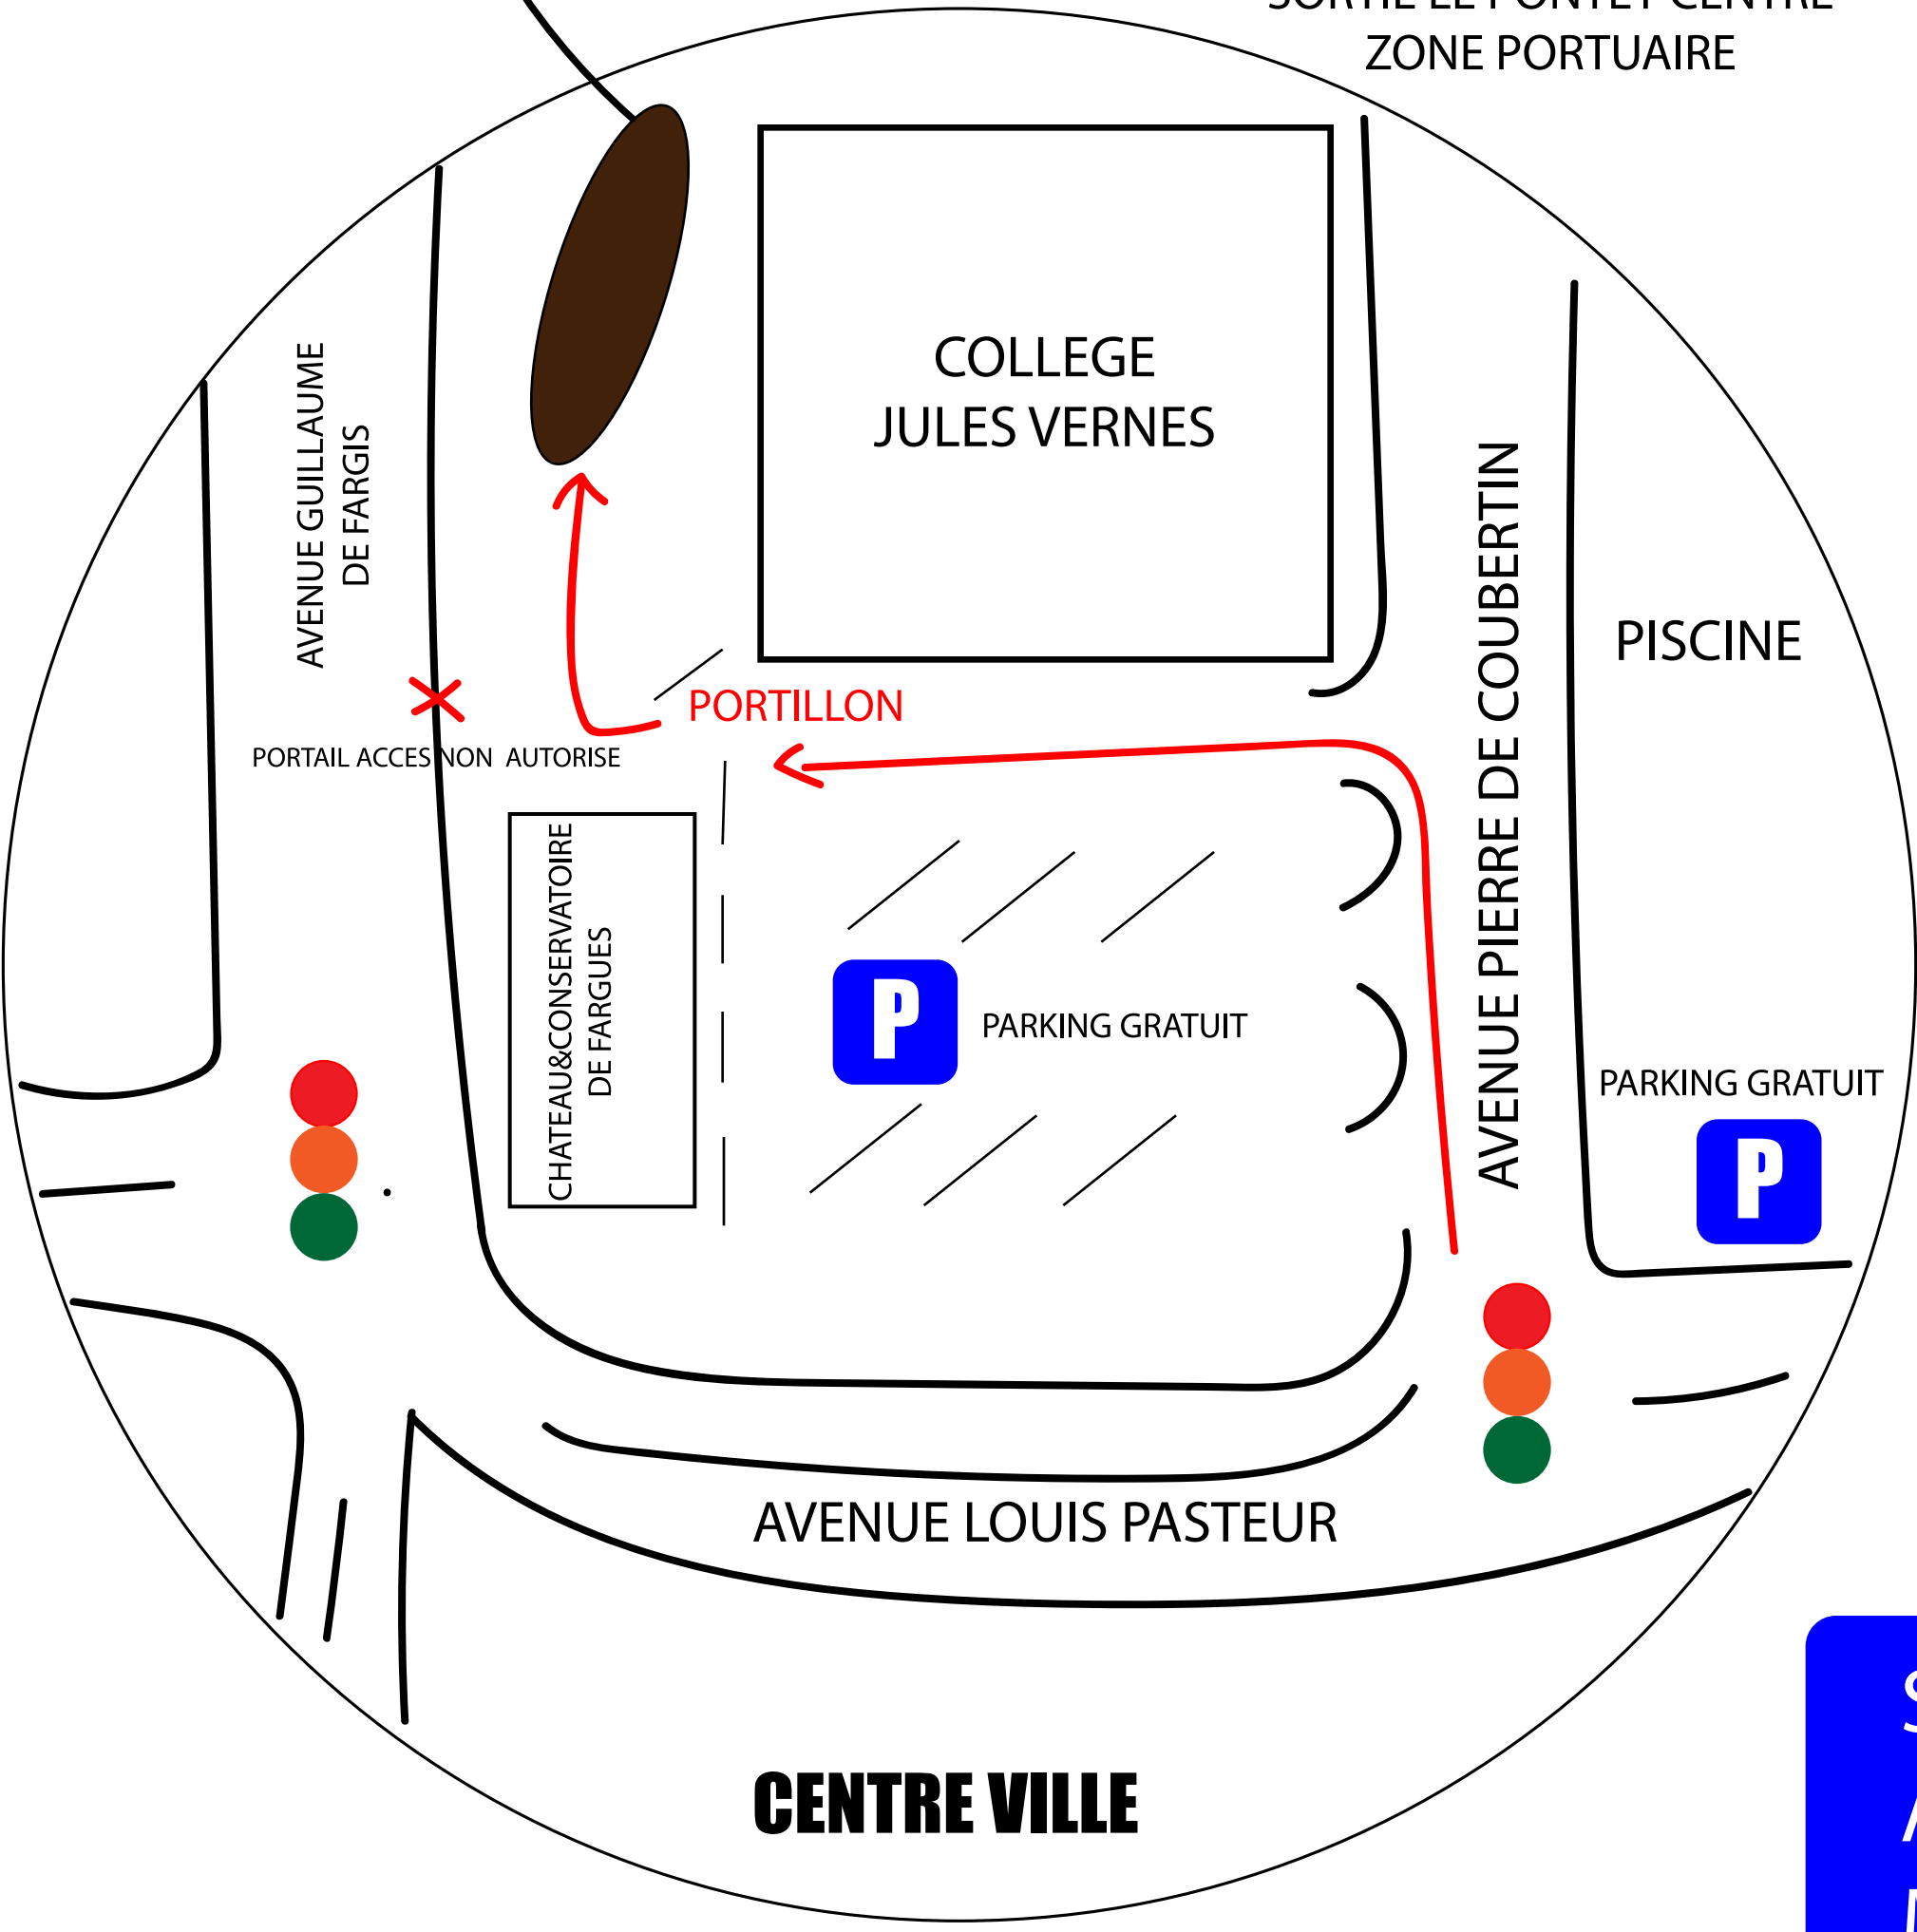 ZONE PORTUAIRE
COLLEGE
JULES VERNES
AVENUE GUILLAUME
DE FARGIS
AVENUE PIERRE DE COUBERTIN
PISCINE
PORTILLON
PORTAIL ACCES NON AUTORISE
CHATEAU&CONSERVATOIRE
DE FARGUES
P
PARKING GRATUIT
PARKING GRATUIT
P
AVENUE LOUIS PASTEUR
CENTRE VILLE